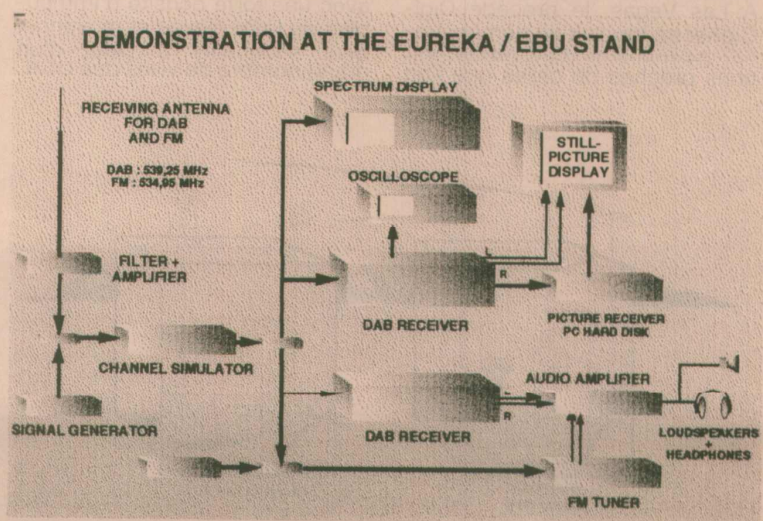 DEMONSTRATION AT THE EUREKA / EBU STAND
RECEIVING ANTENNA
FOR DAB
AND FM
DAB : 539,25 MHz
FM : 534,95 MHz
SPECTRUM DISPLAY
STILL-
PICTURE
DISPLAY
OSCILLOSCOPE
FILTER +
AMPLIFIER
L
R
DAB RECEIVER
PICTURE RECEIVER
PC HARD DISK
CHANNEL SIMULATOR
SIGNAL GENERATOR
AUDIO AMPLIFIER
L
R
DAB RECEIVER
LOUDSPEAKERS
+
HEADPHONES
FM TUNER